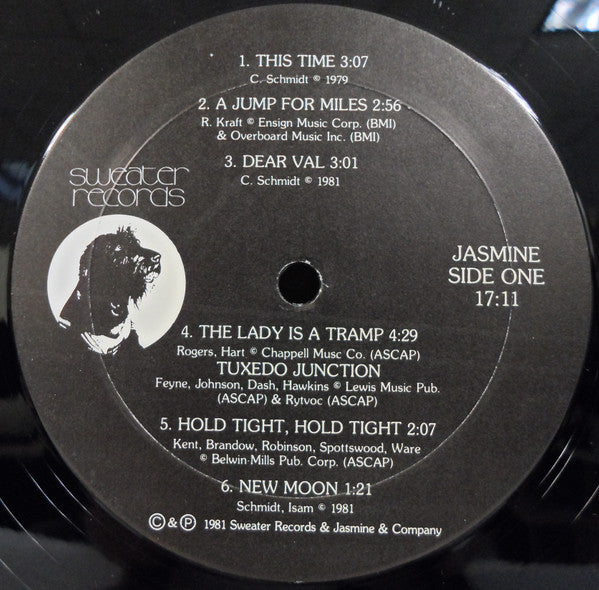 1. THIS TIME 3:07
C. Schmidt © 1979
2. A JUMP FOR MILES 2:56
R. Kraft © Ensign Music Corp. (BMI)
& Overboard Music Inc. (BMI)
3. DEAR VAL 3:01
C. Schmidt © 1981
sweater
records
JASMINE
SIDE ONE
17:11
4. THE LADY IS A TRAMP 4:29
Rogers, Hart © Chappell Musc Co. (ASCAP)
TUXEDO JUNCTION
Feyne, Johnson, Dash, Hawkins © Lewis Music Pub.
(ASCAP) & Rytvoc (ASCAP)
5. HOLD TIGHT, HOLD TIGHT 2:07
Kent, Brandow, Robinson, Spottswood, Ware
© Belwin-Mills Pub. Corp. (ASCAP)
6. NEW MOON 1:21
Schmidt, Isam © 1981
© & ℗ 1981 Sweater Records & Jasmine & Company